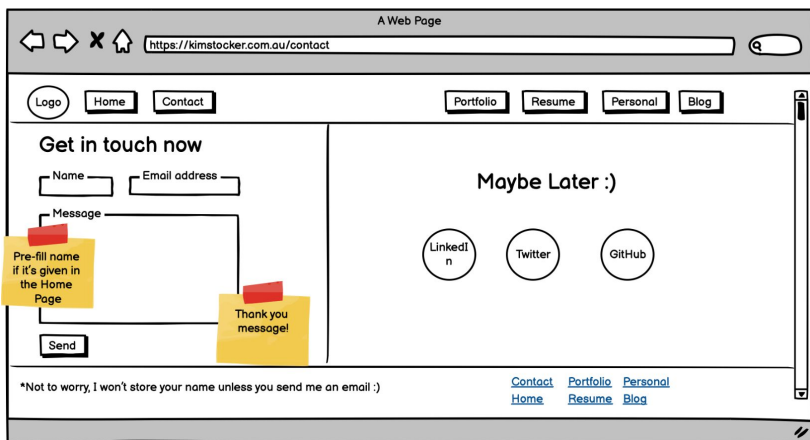 A Web Page
https://kimstocker.com.au/contact
Logo Home Contact Portfolio Resume Personal Blog
Get in touch now
Name Email address
Message
Pre-fill name
if it's given in
the Home
Page
Thank you
message!
Send
Maybe Later :)
LinkedI
n
Twitter
GitHub
*Not to worry, I won't store your name unless you send me an email :)
Contact Portfolio Personal
Home Resume Blog